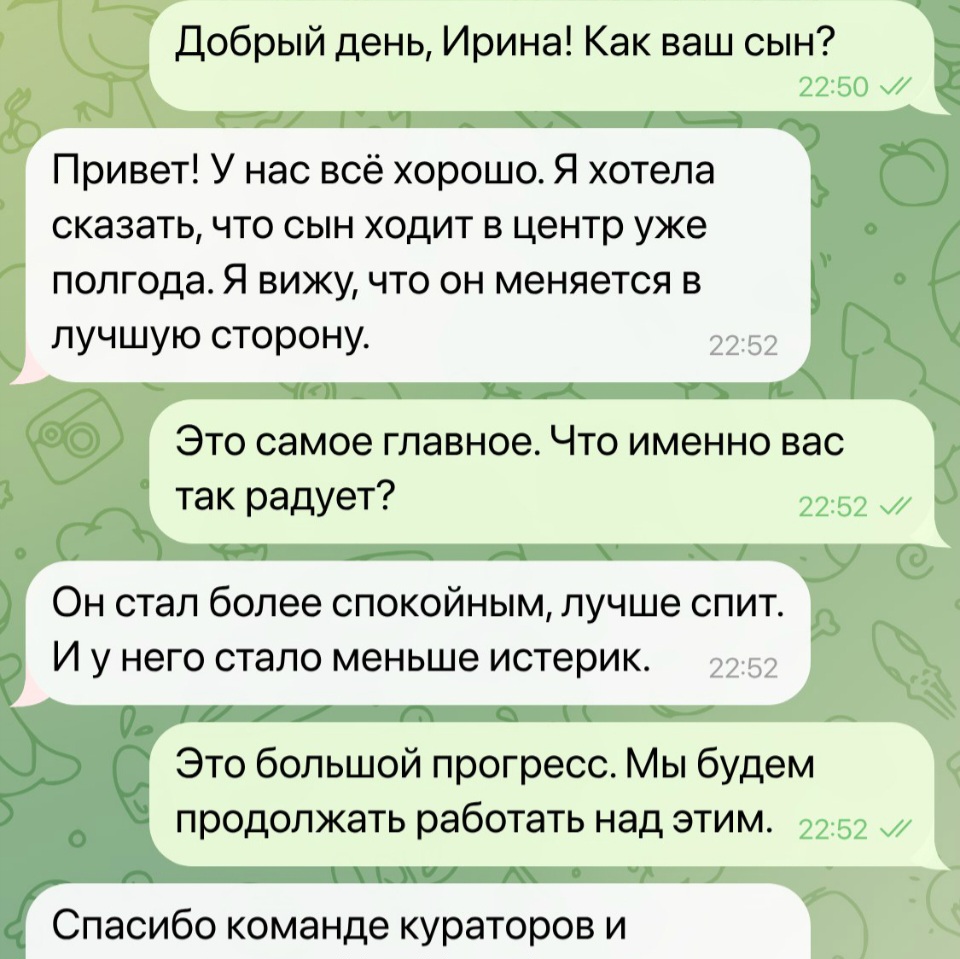 Добрый день, Ирина! Как ваш сын?
22:50
Привет! У нас всё хорошо. Я хотела
сказать, что сын ходит в центр уже
полгода. Я вижу, что он меняется в
лучшую сторону.
22:52
Это самое главное. Что именно вас
так радует?
22:52
Он стал более спокойным, лучше спит.
И у него стало меньше истерик.
22:52
Это большой прогресс. Мы будем
продолжать работать над этим.
22:52
Спасибо команде кураторов и